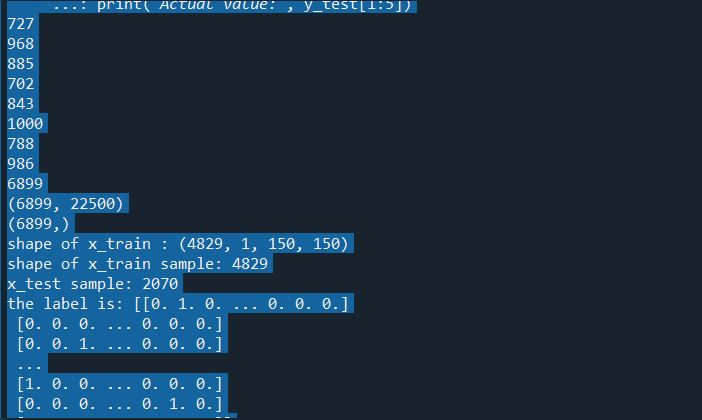 ...: print('Actual value:', y_test[1:5])
727
968
885
702
843
1000
788
986
6899
(6899, 22500)
(6899,)
shape of x_train : (4829, 1, 150, 150)
shape of x_train sample: 4829
x_test sample: 2070
the label is: [[0. 1. 0. ... 0. 0. 0.]
[0. 0. 0. ... 0. 0. 0.]
[0. 0. 1. ... 0. 0. 0.]
...
[1. 0. 0. ... 0. 0. 0.]
[0. 0. 0. ... 0. 1. 0.]